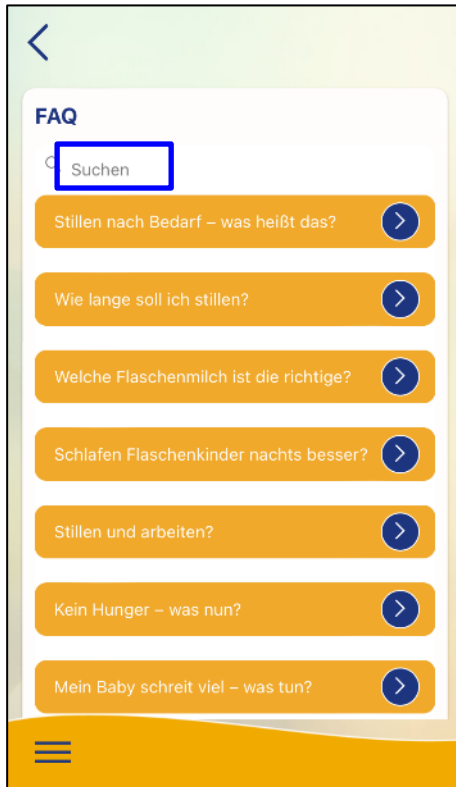 FAQ
Suchen
Stillen nach Bedarf – was heißt das?
Wie lange soll ich stillen?
Welche Flaschenmilch ist die richtige?
Schlafen Flaschenkinder nachts besser?
Stillen und arbeiten?
Kein Hunger – was nun?
Mein Baby schreit viel – was tun?